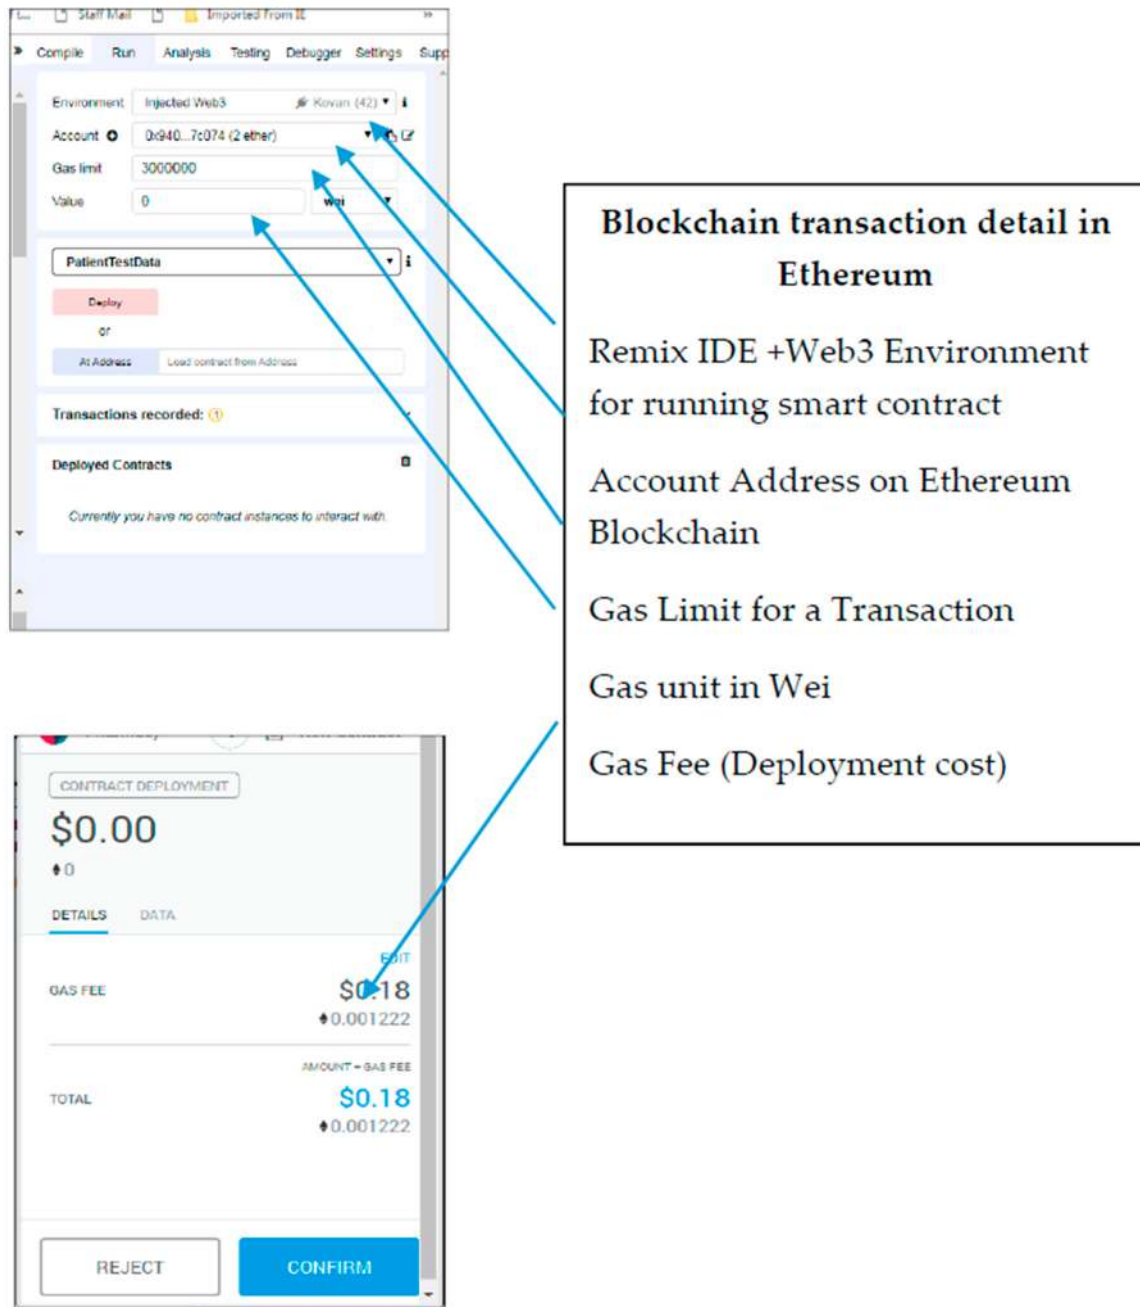 Staff Mail Imported From IE »
» Compile Run Analysis Testing Debugger Settings Supp
Environment Injected Web3 Kovan (42) i
Account 0x940...7c074 (2 ether)
Gas limit 3000000
Value 0 wei
PatientTestData i
Deploy
or
At Address Load contract from Address
Transactions recorded: 1
Deployed Contracts
Currently you have no contract instances to interact with.
Blockchain transaction detail in
Ethereum
Remix IDE +Web3 Environment
for running smart contract
Account Address on Ethereum
Blockchain
Gas Limit for a Transaction
Gas unit in Wei
Gas Fee (Deployment cost)
CONTRACT DEPLOYMENT
$0.00
0
DETAILS DATA
EDIT
GAS FEE $0.18
0.001222
AMOUNT + GAS FEE
TOTAL $0.18
0.001222
REJECT CONFIRM